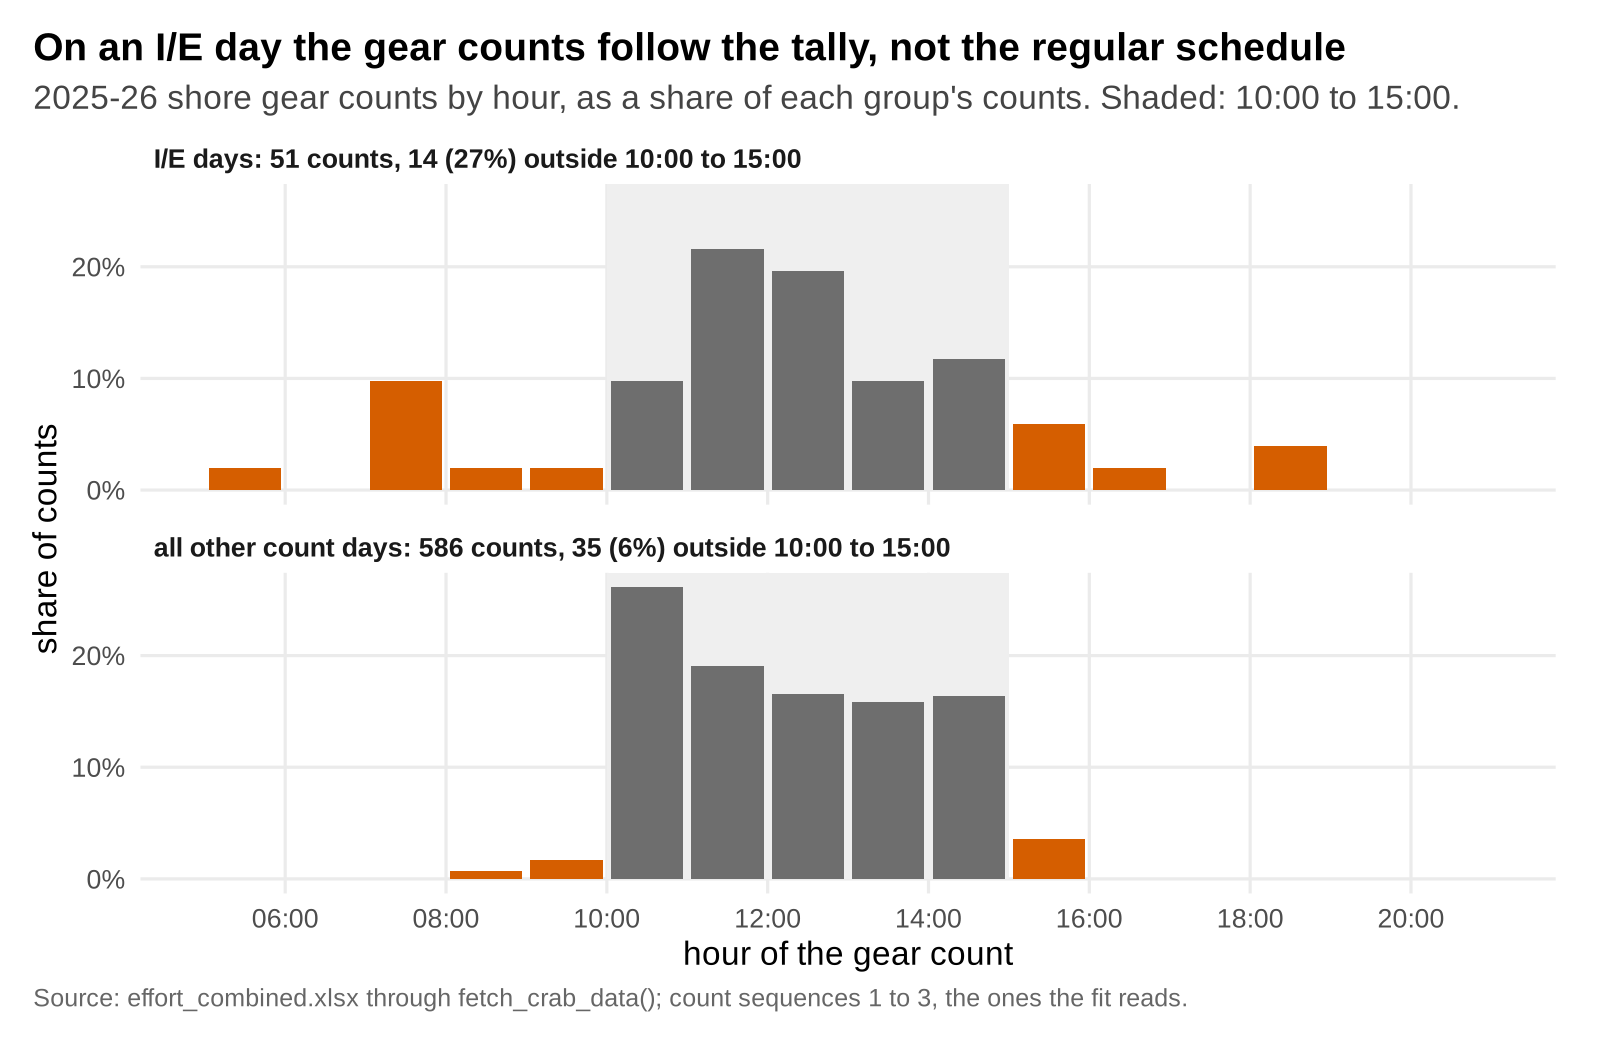 On an I/E day the gear counts follow the tally, not the regular schedule
2025-26 shore gear counts by hour, as a share of each group's counts. Shaded: 10:00 to 15:00.
I/E days: 51 counts, 14 (27%) outside 10:00 to 15:00
20%
10%
0%
share of counts
all other count days: 586 counts, 35 (6%) outside 10:00 to 15:00
20%
10%
0%
06:00 08:00 10:00 12:00 14:00 16:00 18:00 20:00
hour of the gear count
Source: effort_combined.xlsx through fetch_crab_data(); count sequences 1 to 3, the ones the fit reads.